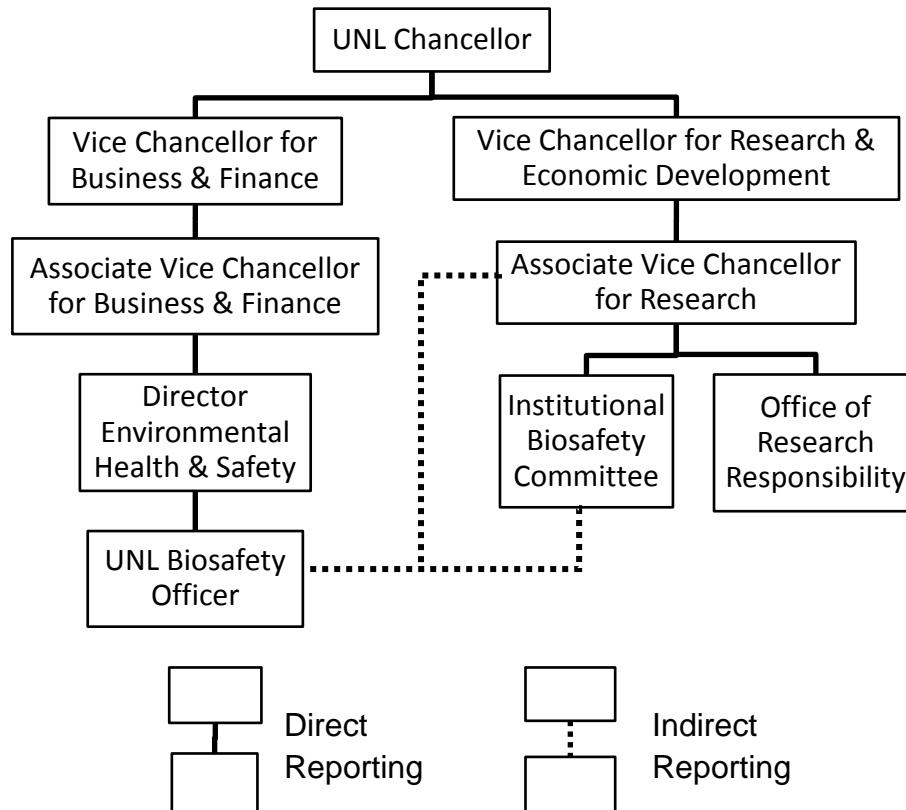 UNL Chancellor
Vice Chancellor for
Business & Finance
Vice Chancellor for Research &
Economic Development
Associate Vice Chancellor
for Business & Finance
Associate Vice Chancellor
for Research
Director
Environmental
Health & Safety
Institutional
Biosafety
Committee
Office of
Research
Responsibility
UNL Biosafety
Officer
Direct
Reporting
Indirect
Reporting